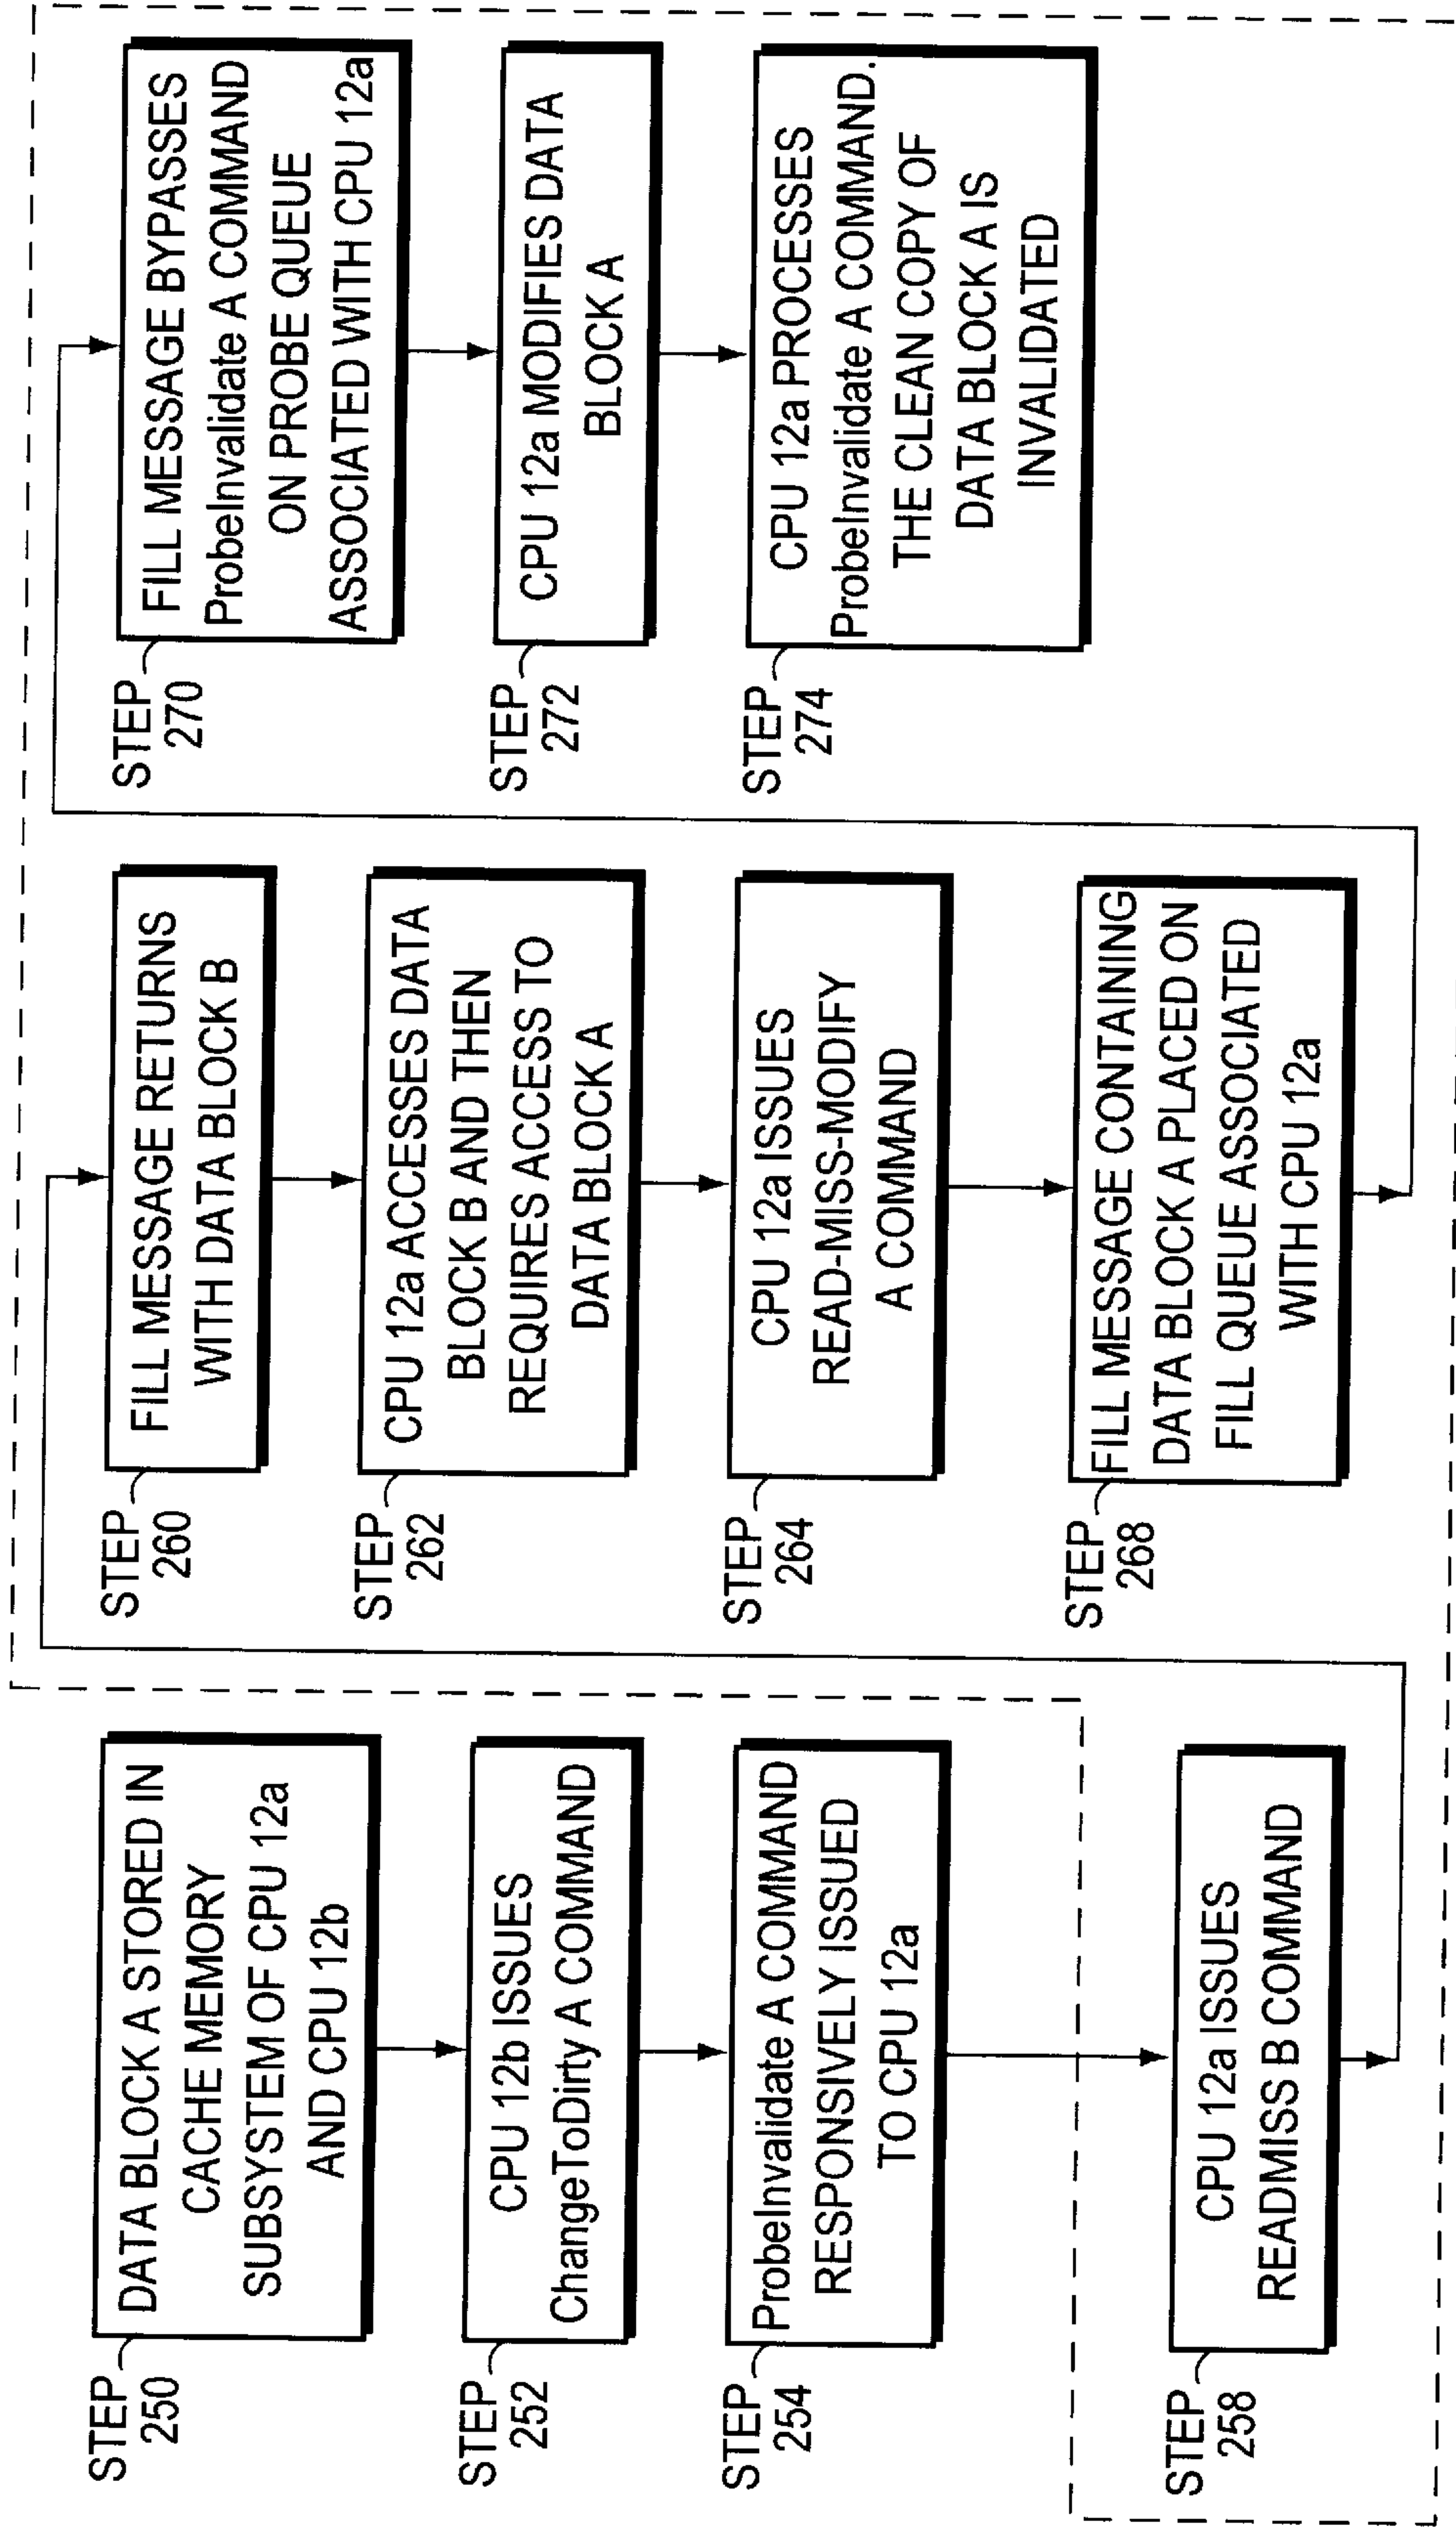 STEP
250
DATA BLOCK A STORED IN
CACHE MEMORY
SUBSYSTEM OF CPU 12a
AND CPU 12b
STEP
252
CPU 12b ISSUES
ChangeToDirty A COMMAND
STEP
254
ProbeInvalidate A COMMAND
RESPONSIVELY ISSUED
TO CPU 12a
STEP
258
CPU 12a ISSUES
READMISS B COMMAND
STEP
260
FILL MESSAGE RETURNS
WITH DATA BLOCK B
STEP
262
CPU 12a ACCESSES DATA
BLOCK B AND THEN
REQUIRES ACCESS TO
DATA BLOCK A
STEP
264
CPU 12a ISSUES
READ-MISS-MODIFY
A COMMAND
STEP
268
FILL MESSAGE CONTAINING
DATA BLOCK A PLACED ON
FILL QUEUE ASSOCIATED
WITH CPU 12a
STEP
270
FILL MESSAGE BYPASSES
ProbeInvalidate A COMMAND
ON PROBE QUEUE
ASSOCIATED WITH CPU 12a
STEP
272
CPU 12a MODIFIES DATA
BLOCK A
STEP
274
CPU 12a PROCESSES
ProbeInvalidate A COMMAND.
THE CLEAN COPY OF
DATA BLOCK A IS
INVALIDATED